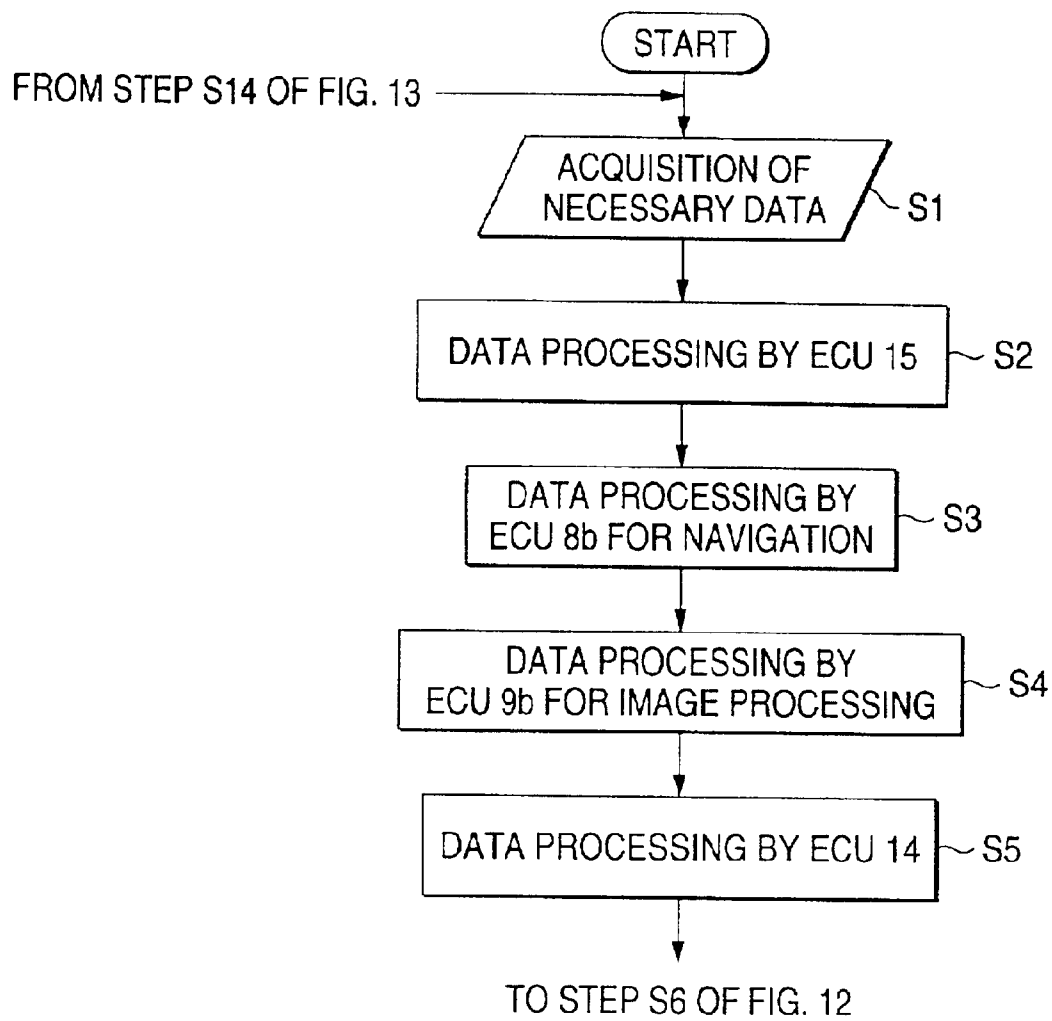 START
FROM STEP S14 OF FIG. 13
ACQUISITION OF
NECESSARY DATA
S1
DATA PROCESSING BY ECU 15
S2
DATA PROCESSING BY
ECU 8b FOR NAVIGATION
S3
DATA PROCESSING BY
ECU 9b FOR IMAGE PROCESSING
S4
DATA PROCESSING BY ECU 14
S5
TO STEP S6 OF FIG. 12